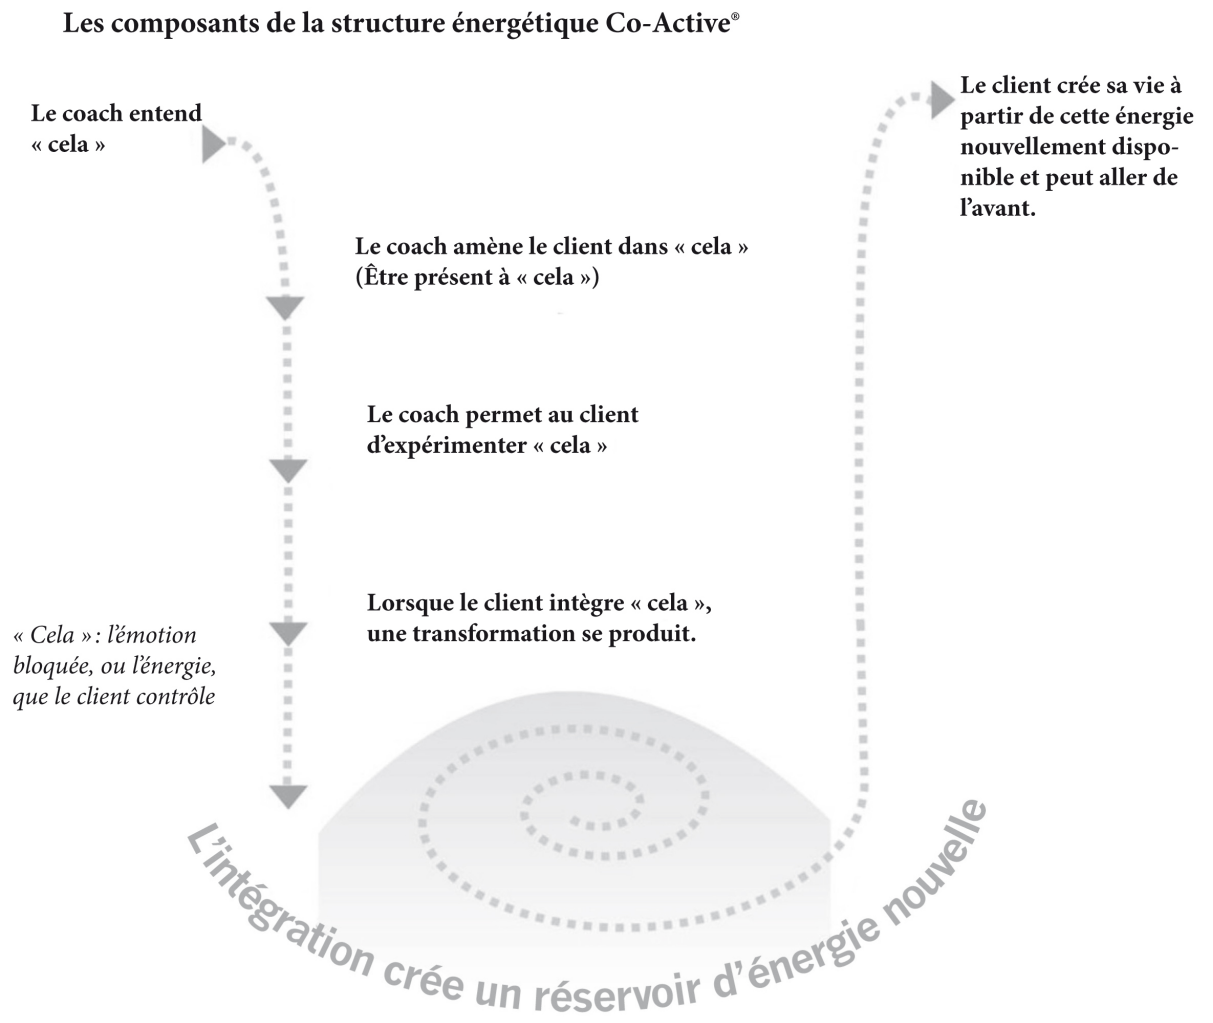 Les composants de la structure énergétique Co-Active®
Le coach entend
« cela »
Le client crée sa vie à
partir de cette énergie
nouvellement dispo-
nible et peut aller de
l’avant.
Le coach amène le client dans « cela »
(Être présent à « cela »)
Le coach permet au client
d’expérimenter « cela »
Lorsque le client intègre « cela »,
une transformation se produit.
« Cela » : l’émotion
bloquée, ou l’énergie,
que le client contrôle
L’intégration crée un réservoir d’énergie nouvelle